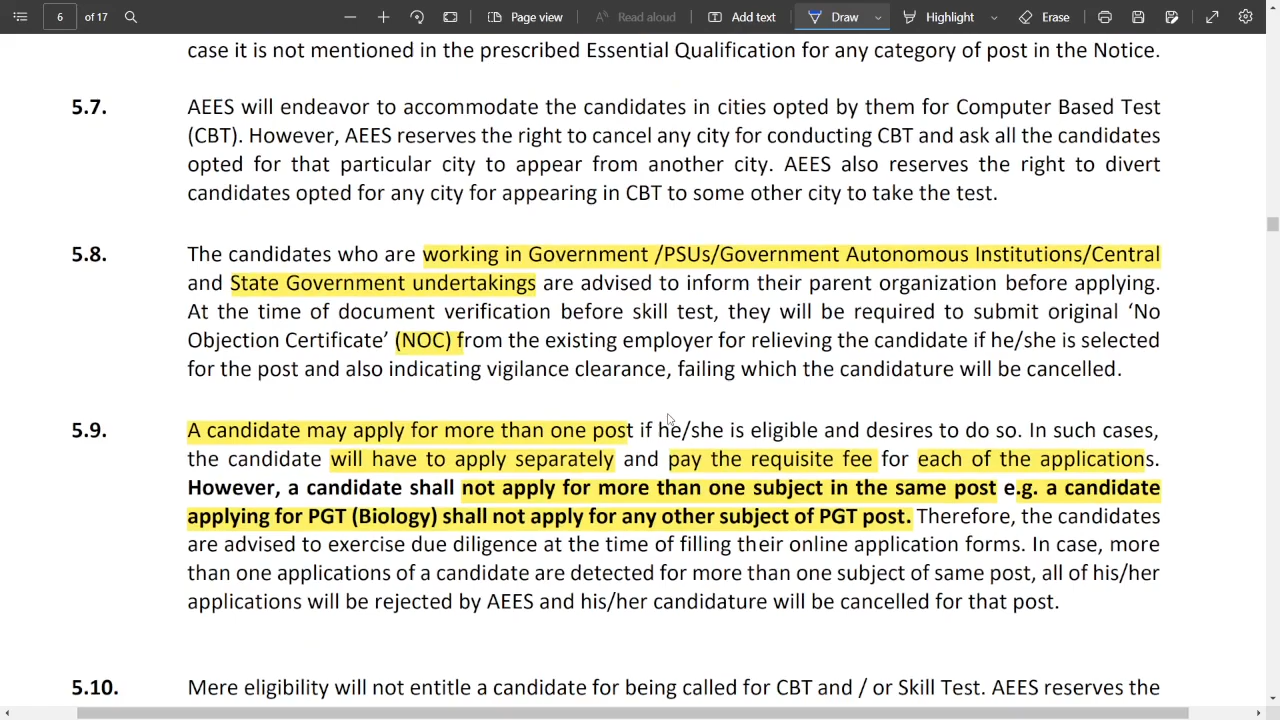 6 of 17 Page view Read aloud Add text Draw Highlight Erase
case it is not mentioned in the prescribed Essential Qualification for any category of post in the Notice.
5.7. AEES will endeavor to accommodate the candidates in cities opted by them for Computer Based Test
(CBT). However, AEES reserves the right to cancel any city for conducting CBT and ask all the candidates
opted for that particular city to appear from another city. AEES also reserves the right to divert
candidates opted for any city for appearing in CBT to some other city to take the test.
5.8. The candidates who are working in Government /PSUs/Government Autonomous Institutions/Central
and State Government undertakings are advised to inform their parent organization before applying.
At the time of document verification before skill test, they will be required to submit original ‘No
Objection Certificate’ (NOC) from the existing employer for relieving the candidate if he/she is selected
for the post and also indicating vigilance clearance, failing which the candidature will be cancelled.
5.9. A candidate may apply for more than one post if he/she is eligible and desires to do so. In such cases,
the candidate will have to apply separately and pay the requisite fee for each of the applications.
However, a candidate shall not apply for more than one subject in the same post e.g. a candidate
applying for PGT (Biology) shall not apply for any other subject of PGT post. Therefore, the candidates
are advised to exercise due diligence at the time of filling their online application forms. In case, more
than one applications of a candidate are detected for more than one subject of same post, all of his/her
applications will be rejected by AEES and his/her candidature will be cancelled for that post.
5.10. Mere eligibility will not entitle a candidate for being called for CBT and / or Skill Test. AEES reserves the